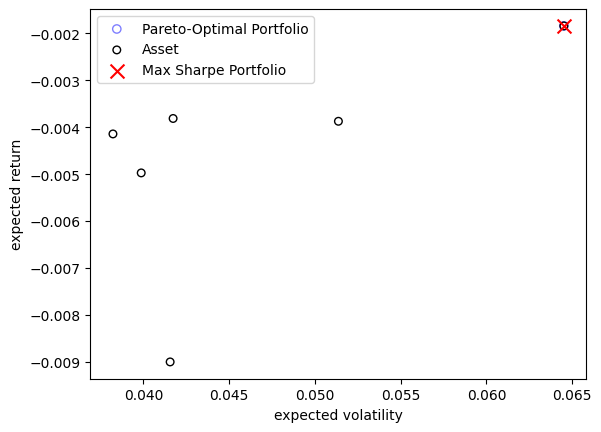 Pareto-Optimal Portfolio
Asset
Max Sharpe Portfolio
−0.002
−0.003
−0.004
−0.005
−0.006
−0.007
−0.008
−0.009
expected return
0.040 0.045 0.050 0.055 0.060 0.065
expected volatility